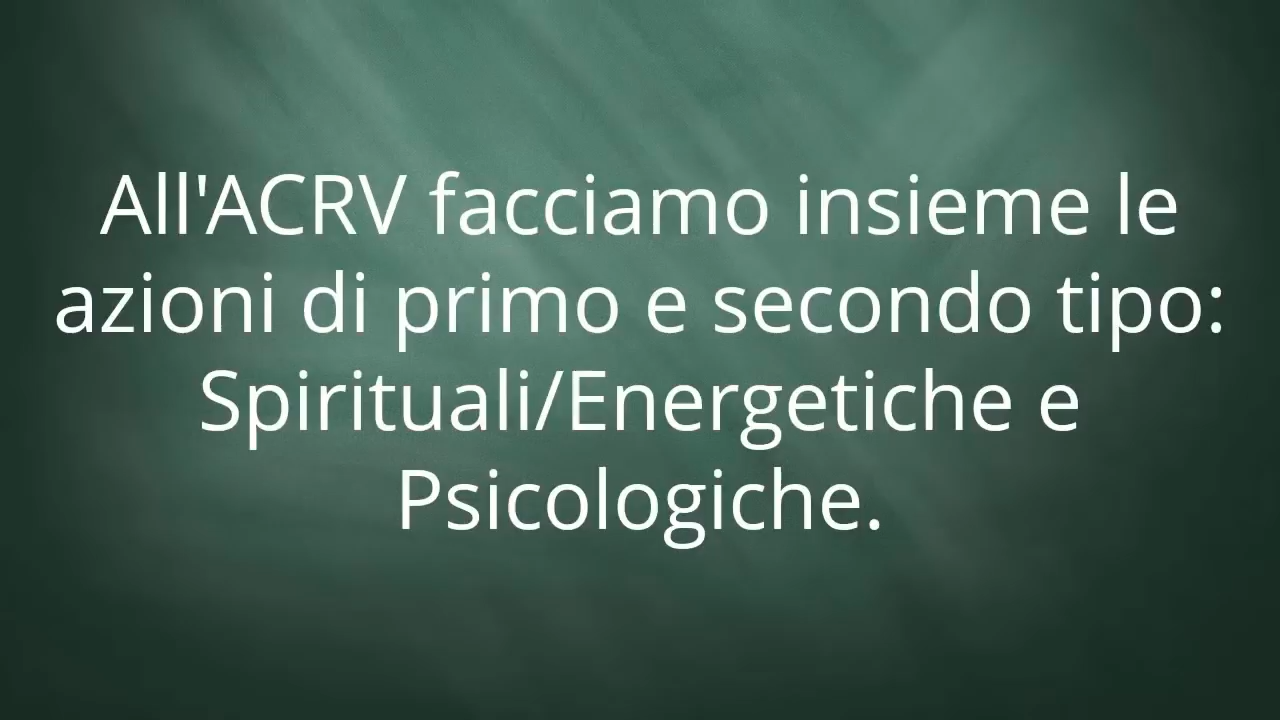 All'ACRV facciamo insieme le
azioni di primo e secondo tipo:
Spirituali/Energetiche e
Psicologiche.